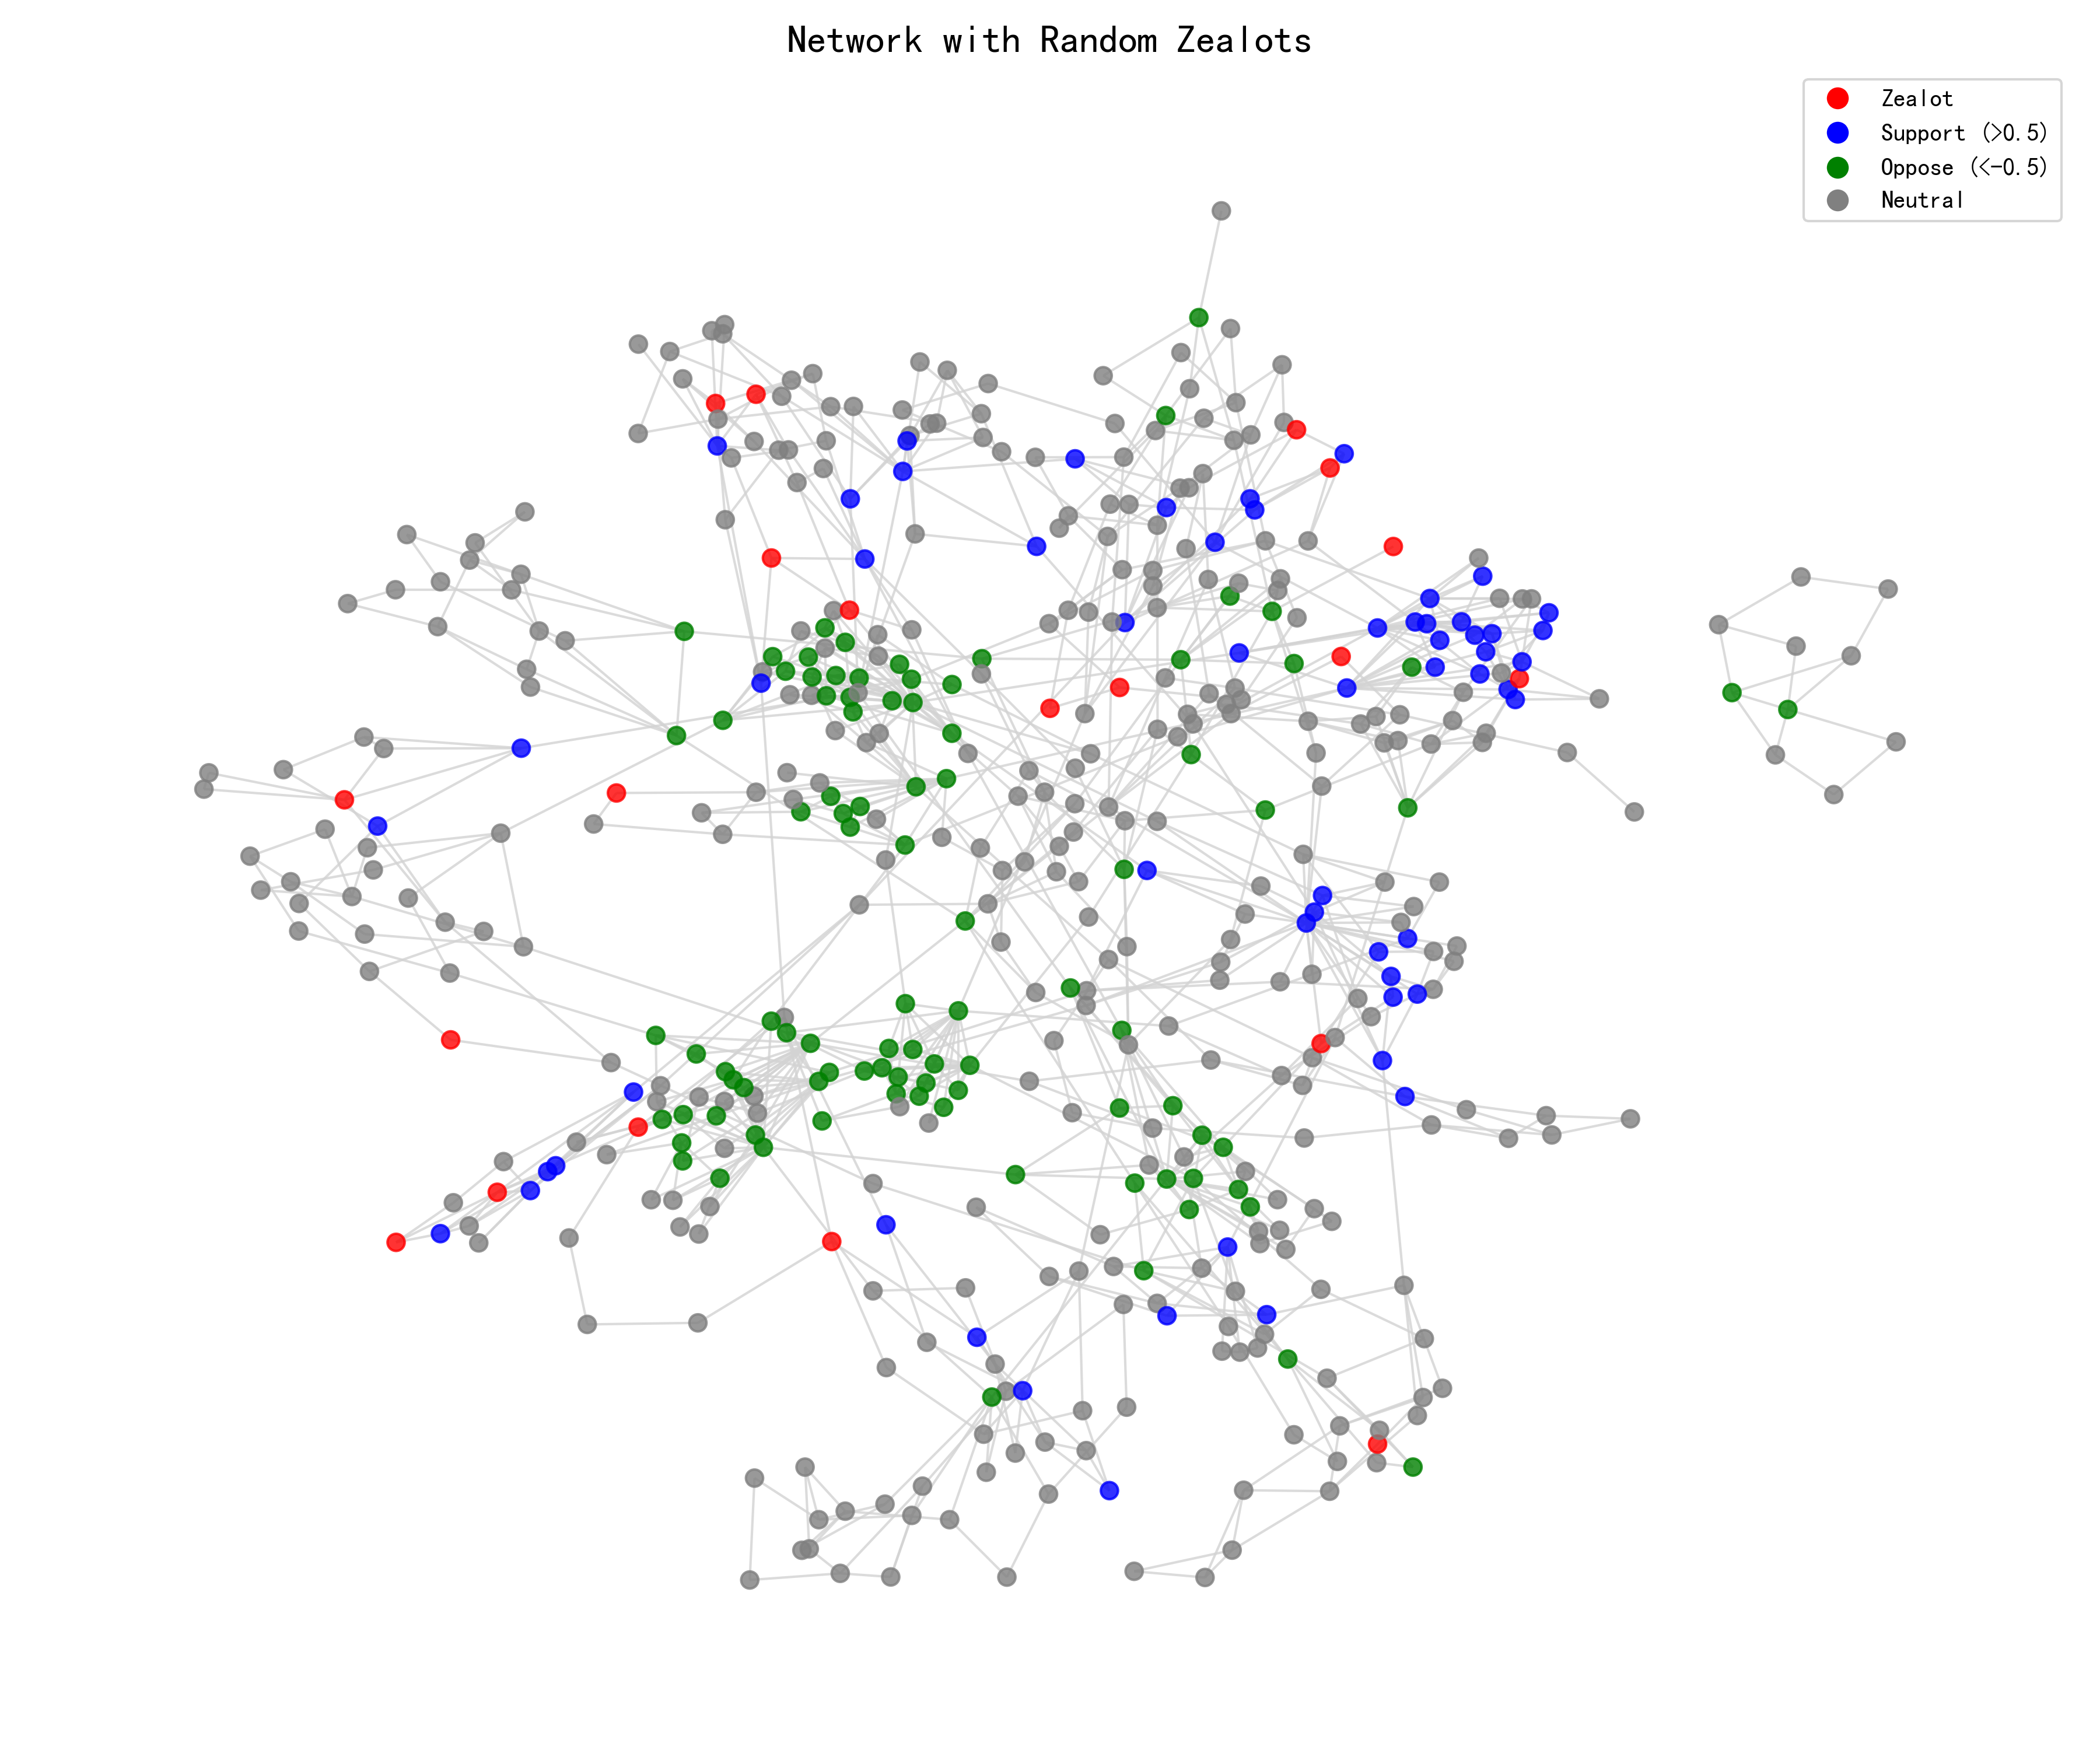 Network with Random Zealots
Zealot
Support (>0.5)
Oppose (<-0.5)
Neutral